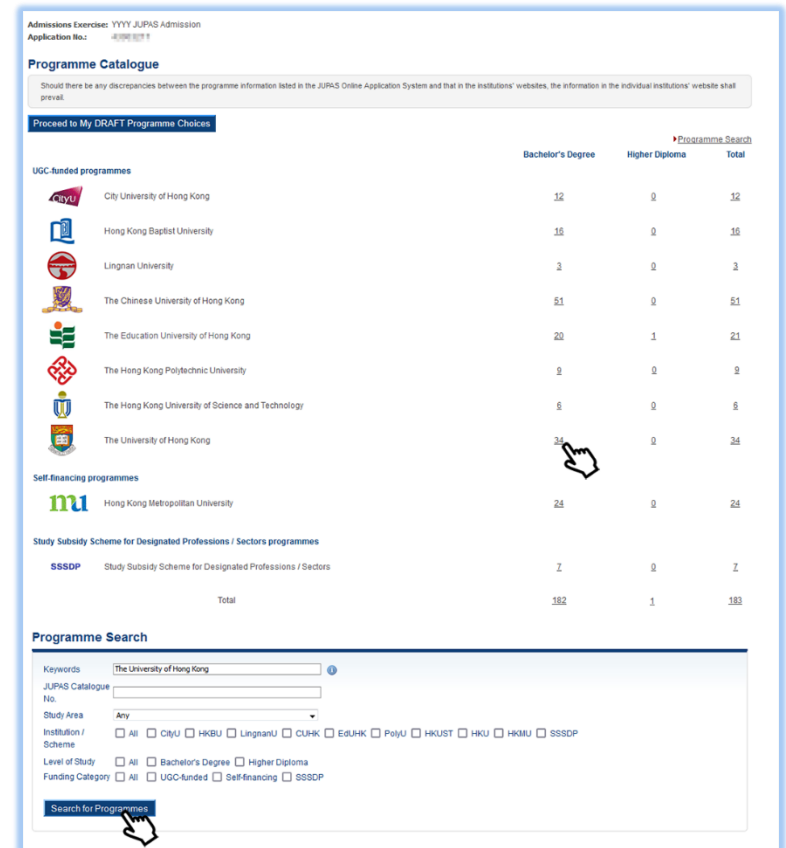 Admissions Exercise: YYYY JUPAS Admission
Application No.:
Programme Catalogue
Should there be any discrepancies between the programme information listed in the JUPAS Online Application System and that in the institutions' websites, the information in the individual institutions' website shall
prevail.
Proceed to My DRAFT Programme Choices
Programme Search
Bachelor's Degree Higher Diploma Total
UGC-funded programmes
CityU City University of Hong Kong 12 0 12
Hong Kong Baptist University 16 0 16
Lingnan University 3 0 3
The Chinese University of Hong Kong 51 0 51
The Education University of Hong Kong 20 1 21
The Hong Kong Polytechnic University 9 0 9
The Hong Kong University of Science and Technology 6 0 6
The University of Hong Kong 34 0 34
Self-financing programmes
mu Hong Kong Metropolitan University 24 0 24
Study Subsidy Scheme for Designated Professions / Sectors programmes
SSSDP Study Subsidy Scheme for Designated Professions / Sectors 7 0 7
Total 182 1 183
Programme Search
Keywords The University of Hong Kong
JUPAS Catalogue
No.
Study Area Any
Institution / All CityU HKBU LingnanU CUHK EdUHK PolyU HKUST HKU HKMU SSSDP
Scheme
Level of Study All Bachelor's Degree Higher Diploma
Funding Category All UGC-funded Self-financing SSSDP
Search for Programmes